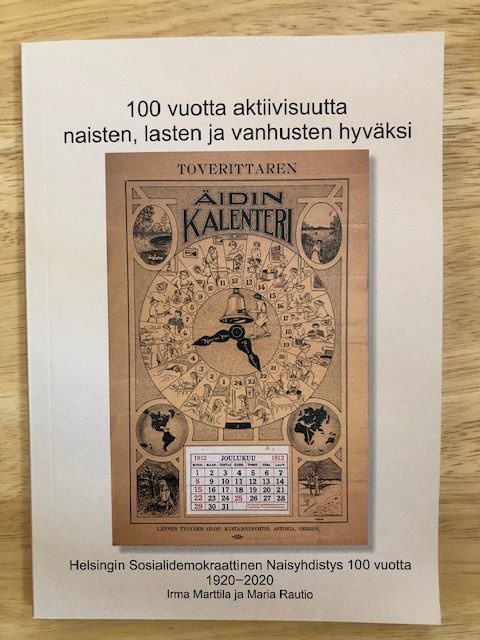 100 vuotta aktiivisuutta
naisten, lasten ja vanhusten hyväksi
TOVERITTAREN
ÄIDIN
KALENTERI
1912 JOULUKUU 1912
1 2 3 4 5 6 7
8 9 10 11 12 13 14
15 16 17 18 19 20 21
22 23 24 25 26 27 28
29 30 31
LÄNNEN TYÖVÄEN CO-OP. KUSTANNUSYHTIÖ, ASTORIA, OREGON.
Helsingin Sosialidemokraattinen Naisyhdistys 100 vuotta
1920–2020
Irma Marttila ja Maria Rautio